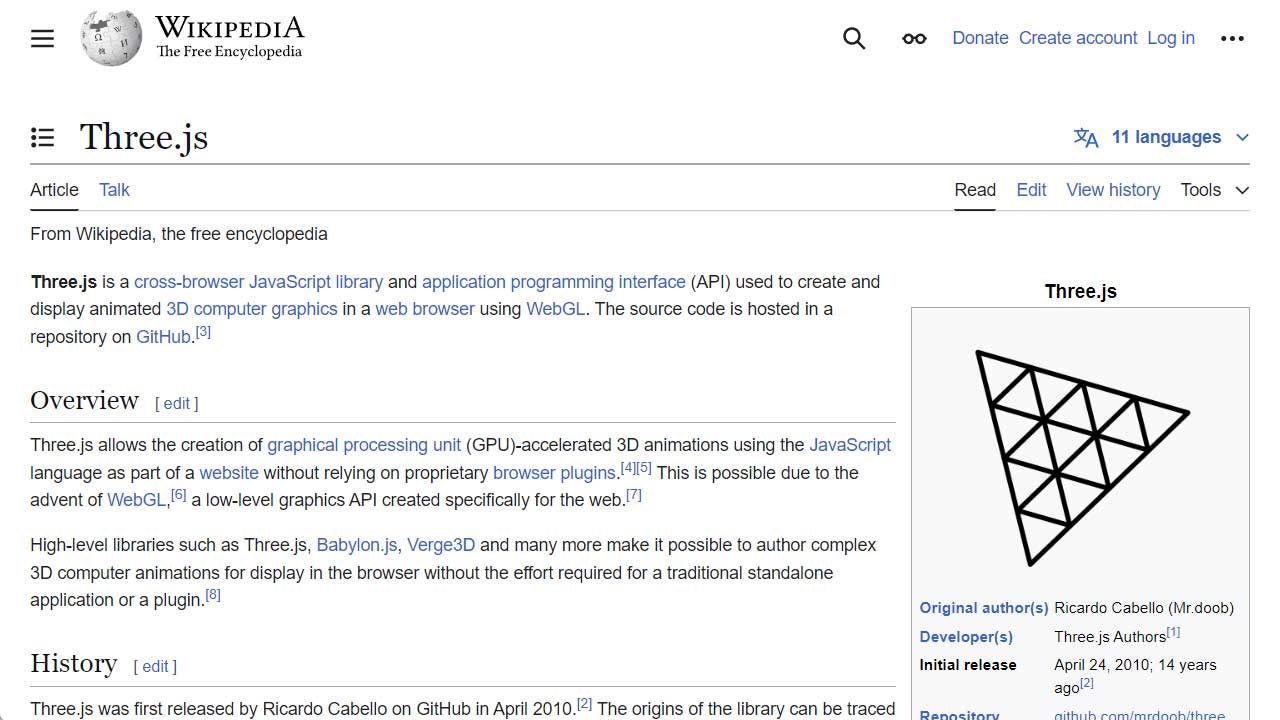 WIKIPEDIA
The Free Encyclopedia
Donate Create account Log in
Three.js
11 languages
Article Talk
Read Edit View history Tools
From Wikipedia, the free encyclopedia
Three.js is a cross-browser JavaScript library and application programming interface (API) used to create and
display animated 3D computer graphics in a web browser using WebGL. The source code is hosted in a
repository on GitHub.[3]
Overview [ edit ]
Three.js allows the creation of graphical processing unit (GPU)-accelerated 3D animations using the JavaScript
language as part of a website without relying on proprietary browser plugins.[4][5] This is possible due to the
advent of WebGL,[6] a low-level graphics API created specifically for the web.[7]
High-level libraries such as Three.js, Babylon.js, Verge3D and many more make it possible to author complex
3D computer animations for display in the browser without the effort required for a traditional standalone
application or a plugin.[8]
History [ edit ]
Three.js was first released by Ricardo Cabello on GitHub in April 2010.[2] The origins of the library can be traced
Three.js
Original author(s) Ricardo Cabello (Mr.doob)
Developer(s) Three.js Authors[1]
Initial release April 24, 2010; 14 years
ago[2]
Repository github.com/mrdoob/three